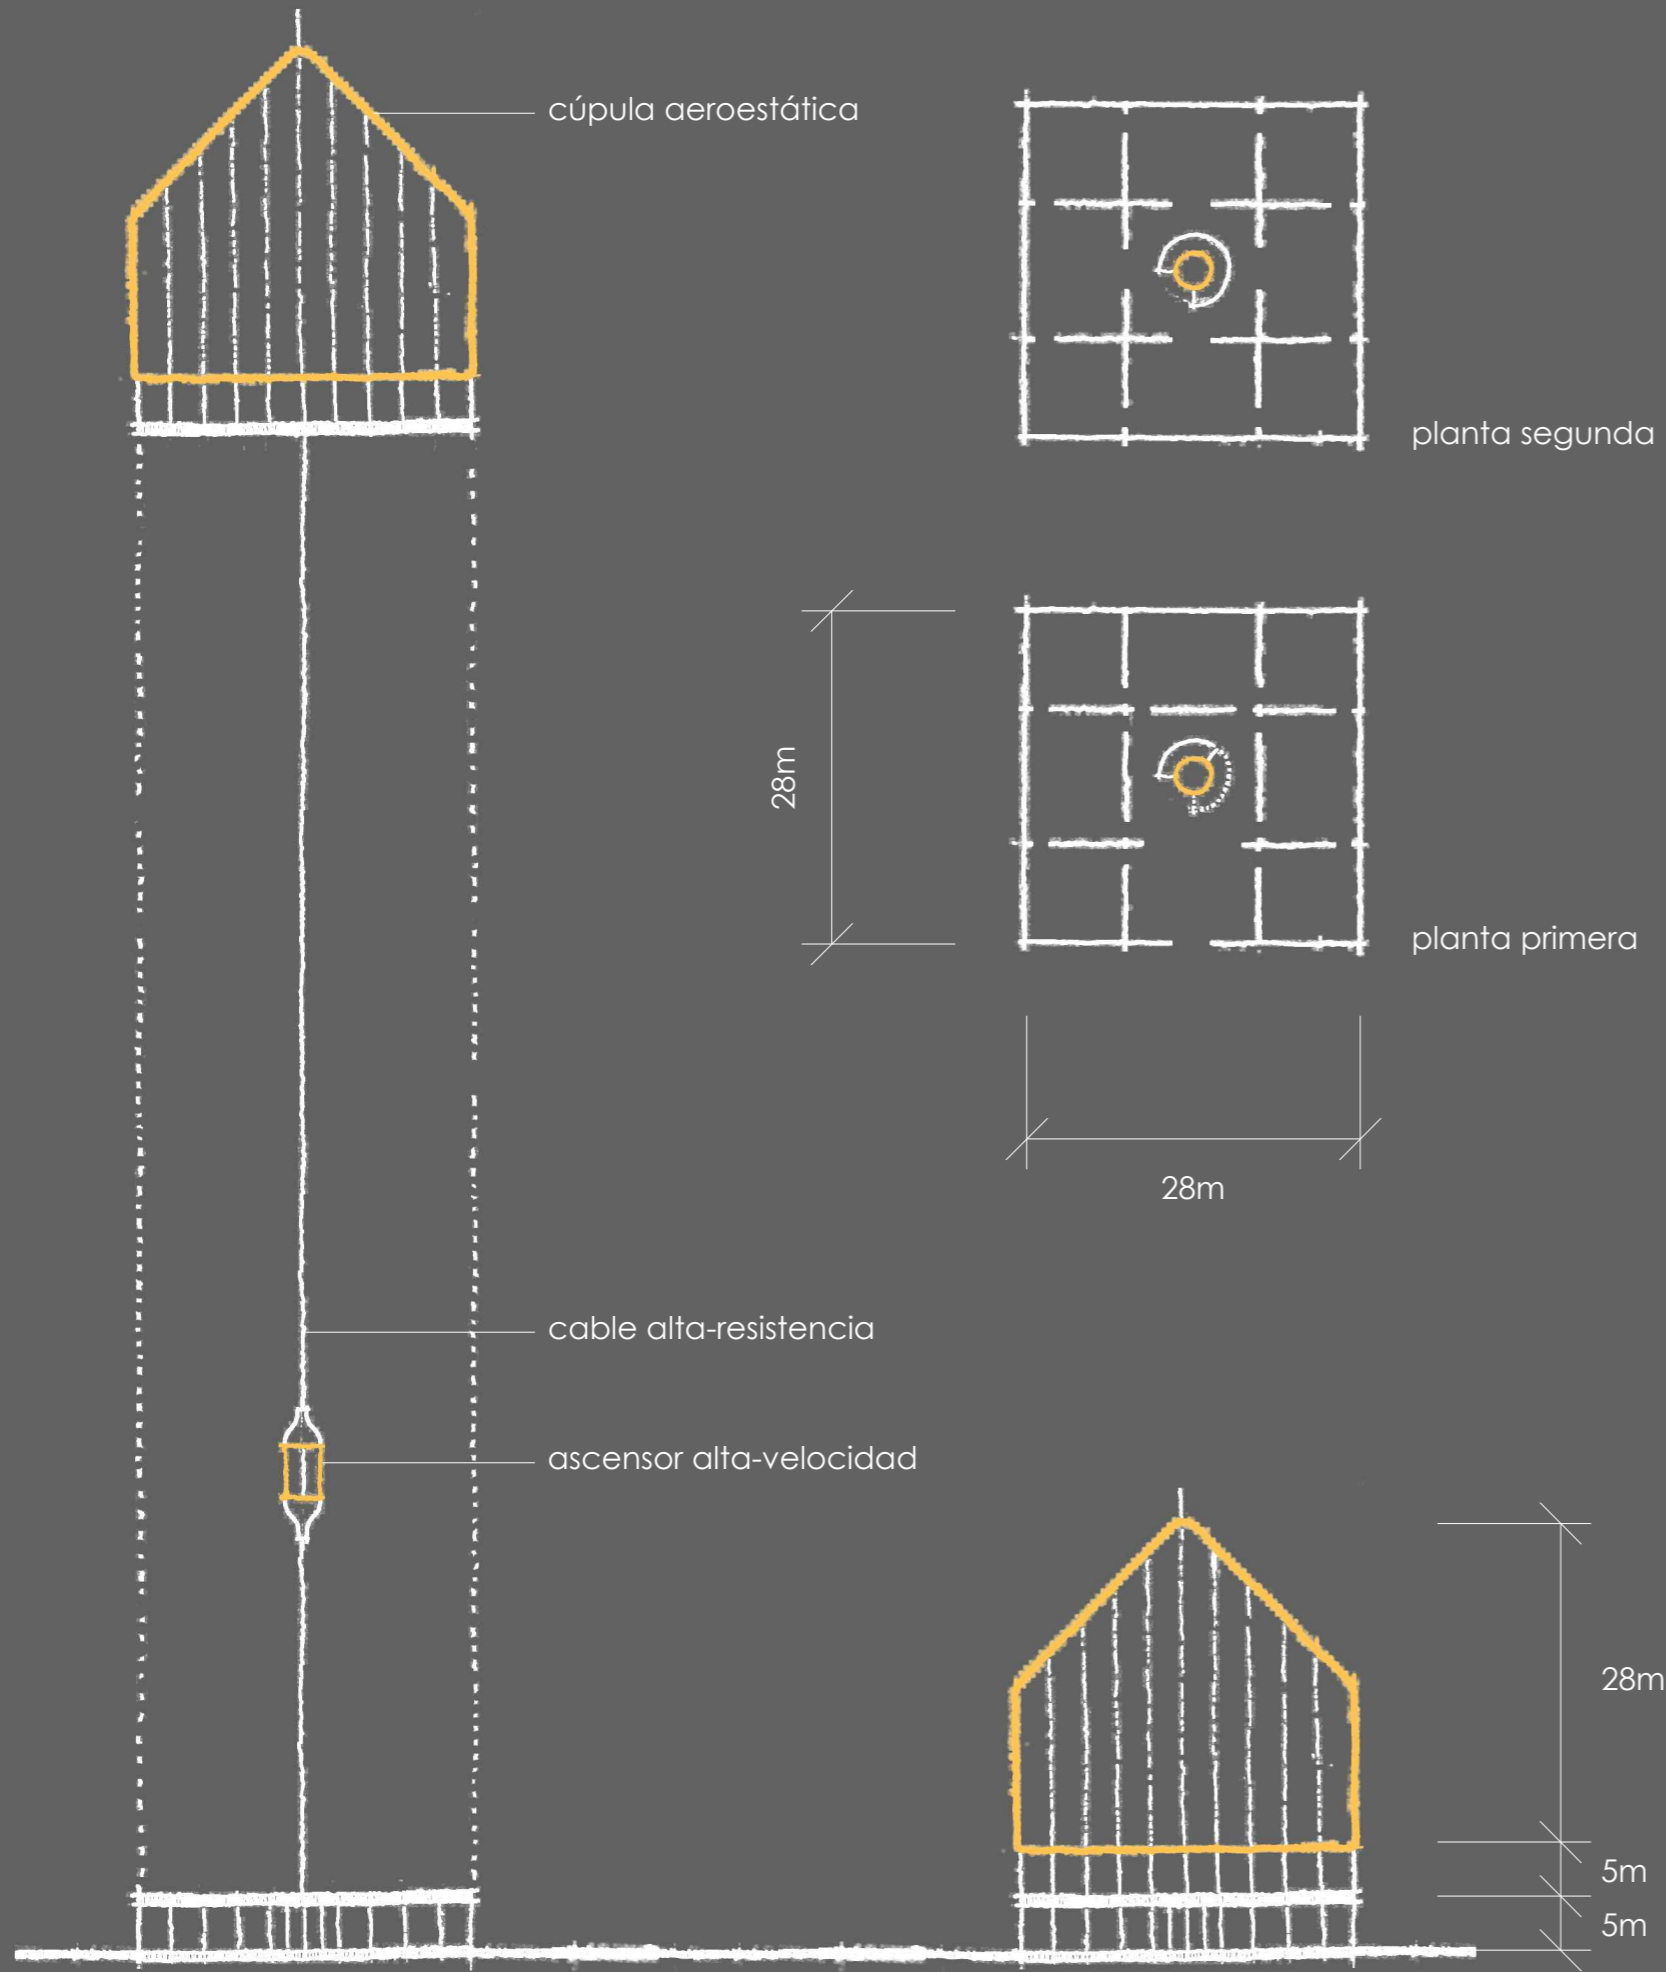 cúpula aeroestática
planta segunda
28m
planta primera
28m
cable alta-resistencia
ascensor alta-velocidad
28m
5m
5m